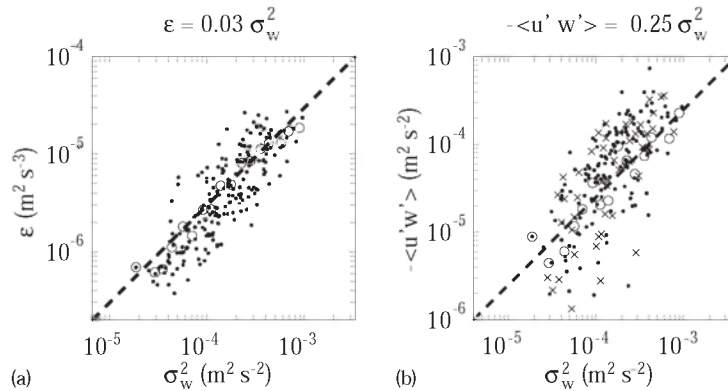 ε = 0.03 σ_w^2
10^-4
10^-5
10^-6
ε (m^2 s^-3)
10^-5 10^-4 10^-3
σ_w^2 (m^2 s^-2)
(a)
-<u' w'> = 0.25 σ_w^2
10^-3
10^-4
10^-5
10^-6
-<u'w'> (m^2 s^-2)
10^-5 10^-4 10^-3
σ_w^2 (m^2 s^-2)
(b)